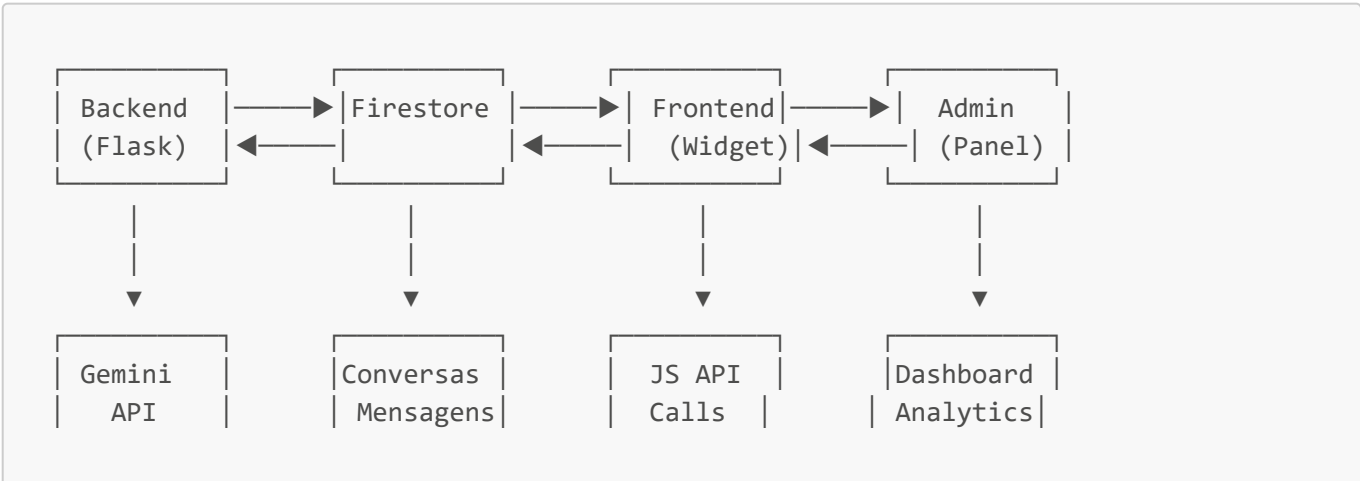 Backend Firestore Frontend Admin
(Flask) (Widget) (Panel)
Gemini Conversas JS API Dashboard
API Mensagens Calls Analytics